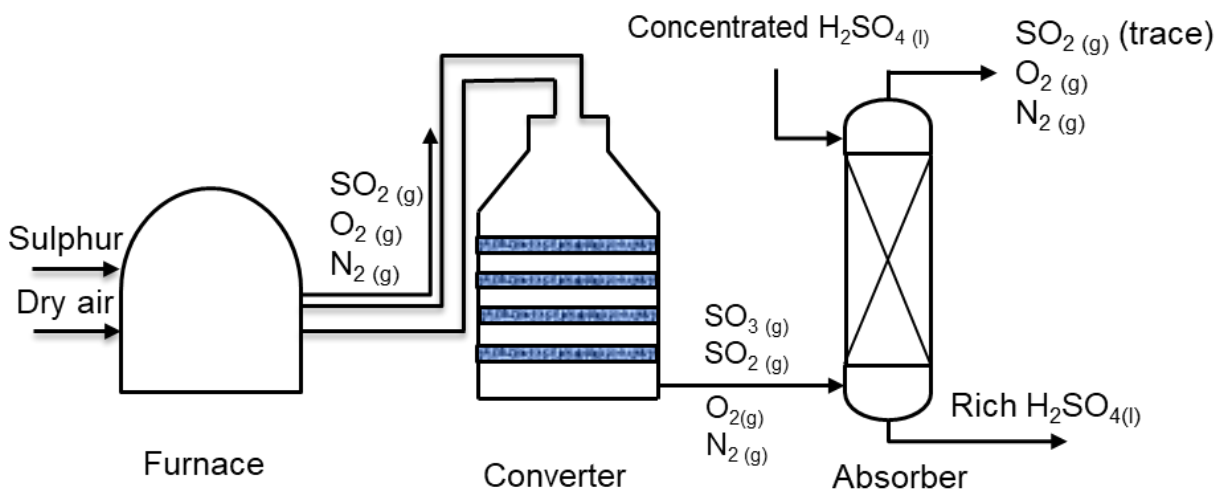 Sulphur
Dry air
Furnace
SO₂ (g)
O₂ (g)
N₂ (g)
Converter
SO₃ (g)
SO₂ (g)
O₂(g)
N₂ (g)
Concentrated H₂SO₄ (l)
SO₂ (g) (trace)
O₂ (g)
N₂ (g)
Rich H₂SO₄(l)
Absorber